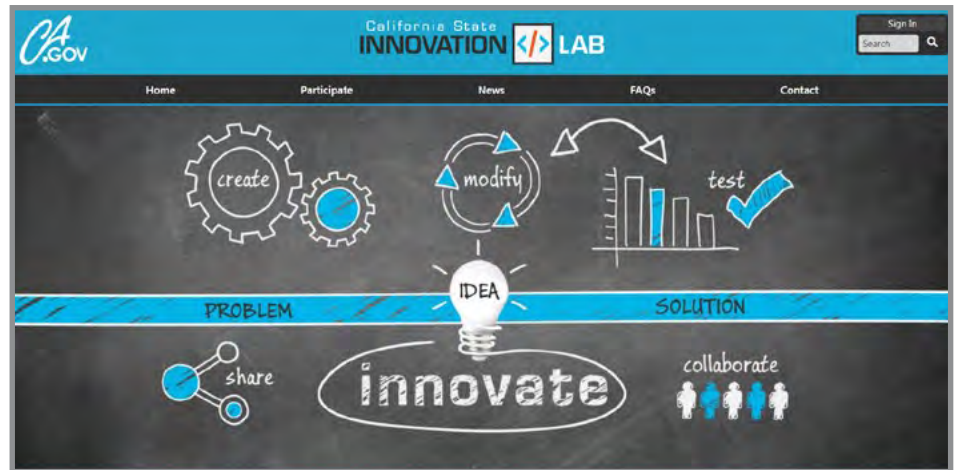 CA.GOV
California State
INNOVATION </> LAB
Sign In
Search
Home Participate News FAQs Contact
create
modify
test
IDEA
PROBLEM SOLUTION
share
innovate
collaborate